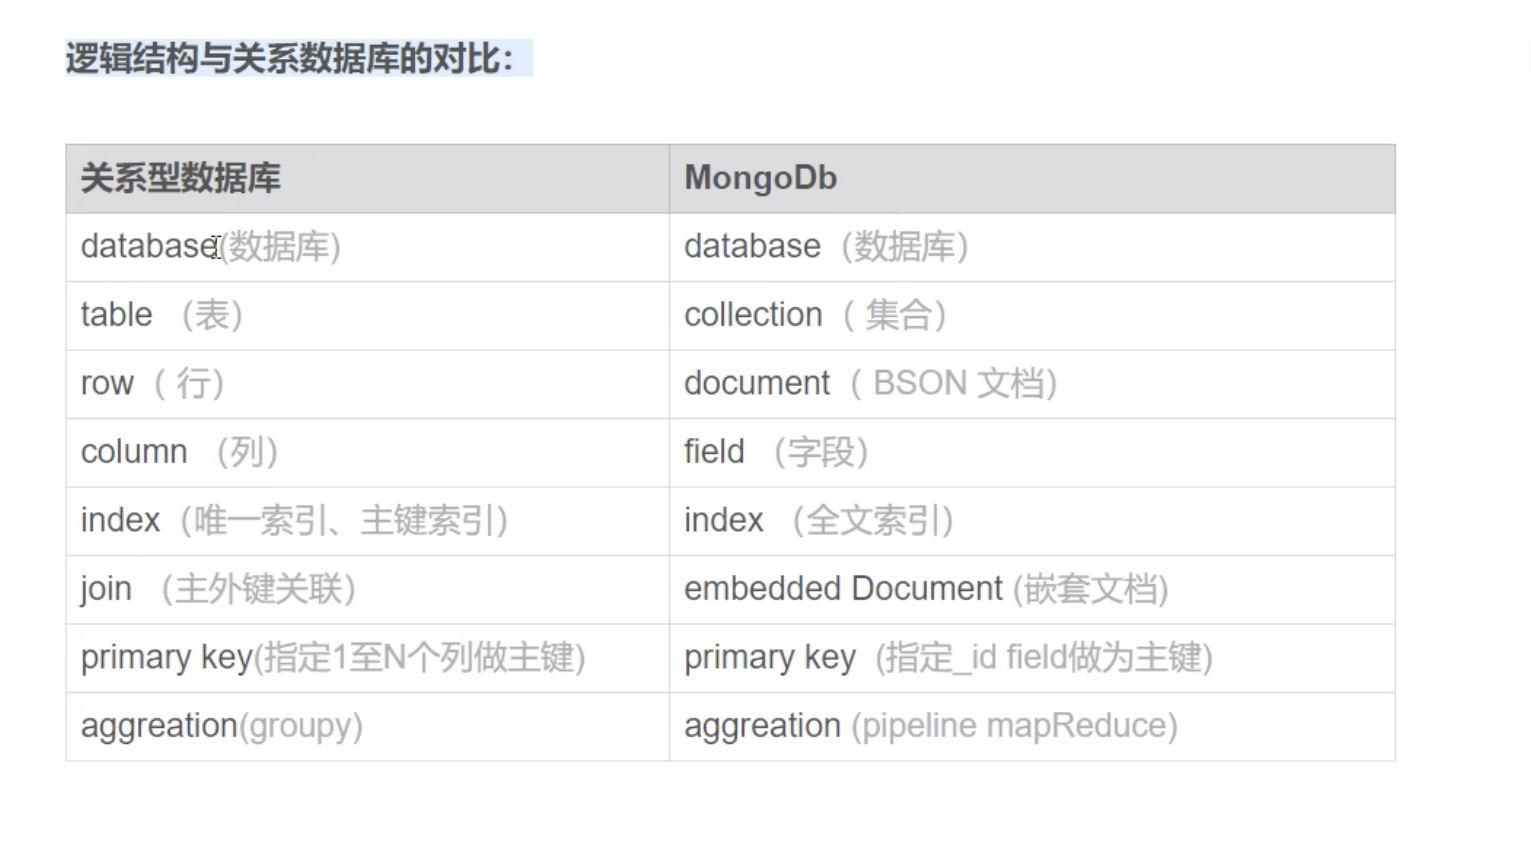 逻辑结构与关系数据库的对比：
关系型数据库 MongoDb
database(数据库) database（数据库）
table （表） collection（ 集合）
row（ 行） document（ BSON 文档）
column （列） field （字段）
index（唯一索引、主键索引） index （全文索引）
join （主外键关联） embedded Document (嵌套文档)
primary key(指定1至N个列做主键) primary key (指定_id field做为主键)
aggreation(groupy) aggreation (pipeline mapReduce)